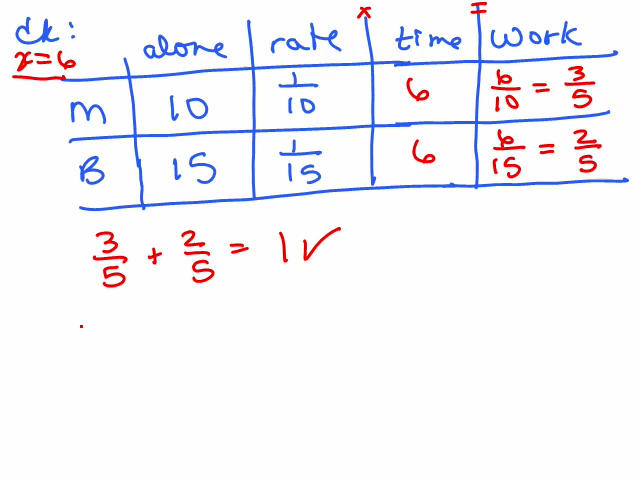 ck:
x=6
alone rate × time = work
M 10 1/10 6 6/10 = 3/5
B 15 1/15 6 6/15 = 2/5
3/5 + 2/5 = 1 ✓